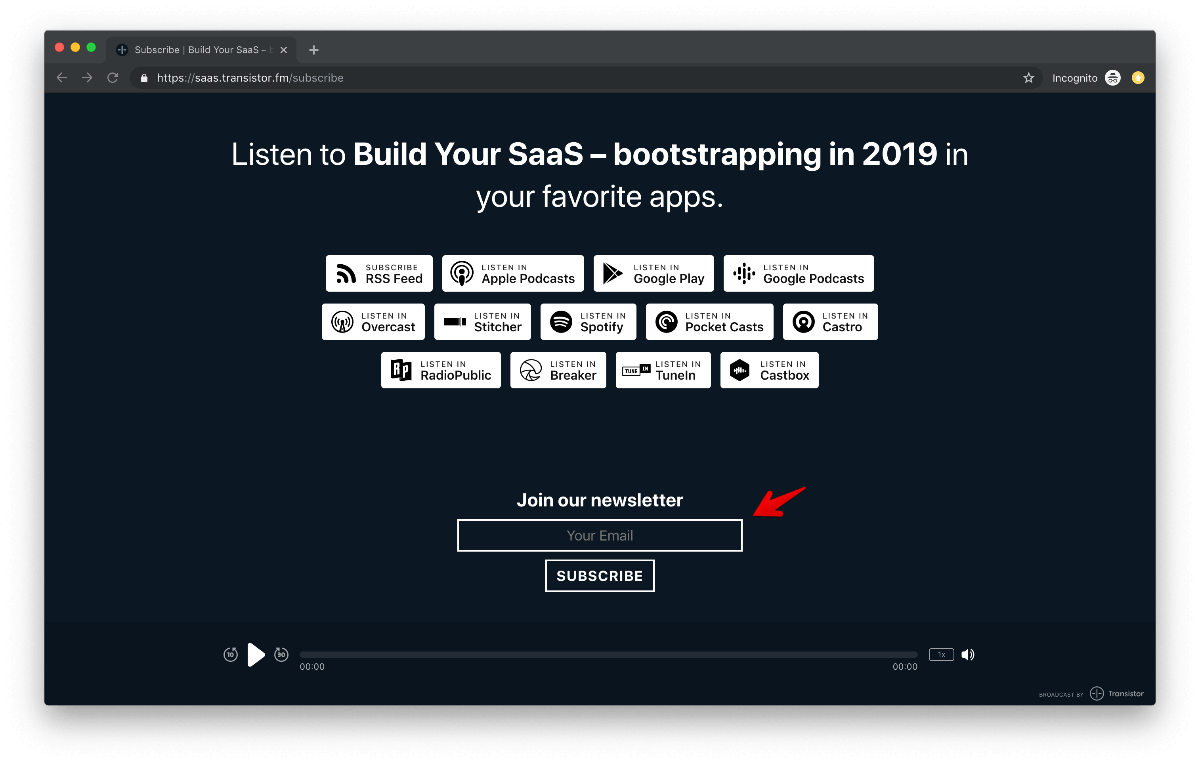 Subscribe | Build Your SaaS – b
https://saas.transistor.fm/subscribe
Incognito
Listen to Build Your SaaS – bootstrapping in 2019 in
your favorite apps.
SUBSCRIBE
RSS Feed
LISTEN IN
Apple Podcasts
LISTEN IN
Google Play
LISTEN IN
Google Podcasts
LISTEN IN
Overcast
LISTEN IN
Stitcher
LISTEN IN
Spotify
LISTEN IN
Pocket Casts
LISTEN IN
Castro
RP
LISTEN IN
RadioPublic
LISTEN IN
Breaker
TUNE IN
LISTEN IN
TuneIn
LISTEN IN
Castbox
Join our newsletter
Your Email
SUBSCRIBE
10
30
00:00
00:00
1x
BROADCAST BY
Transistor